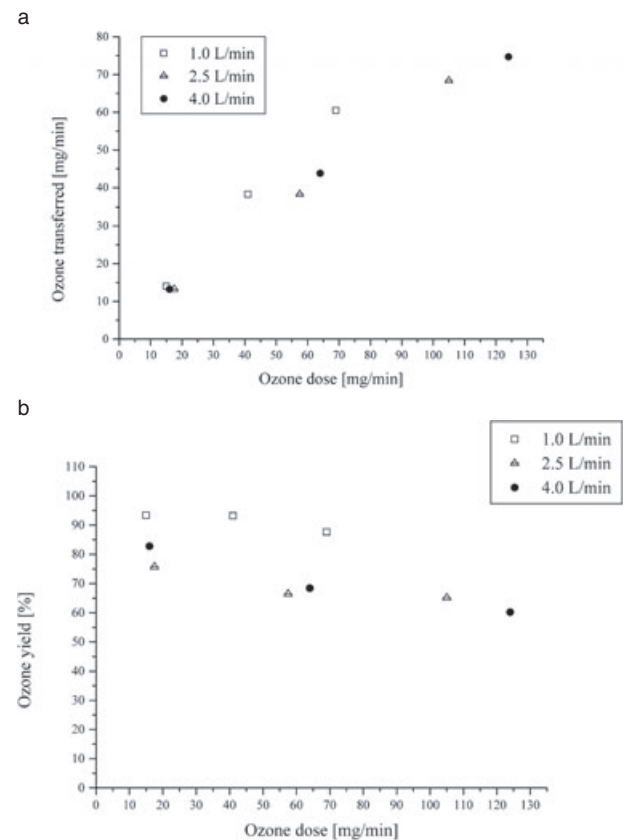 a
80
70
60
50
40
30
20
10
0
1.0 L/min
2.5 L/min
4.0 L/min
Ozone transferred [mg/min]
0 10 20 30 40 50 60 70 80 90 100 110 120 130
Ozone dose [mg/min]
b
1.0 L/min
2.5 L/min
4.0 L/min
110
100
90
80
70
60
50
40
30
20
10
0
Ozone yield [%]
0 10 20 30 40 50 60 70 80 90 100 110 120 130
Ozone dose [mg/min]